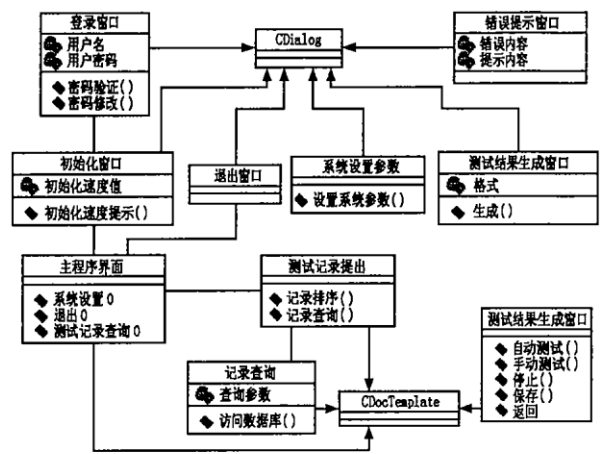 登录窗口
用户名
用户密码
密码验证()
密码修改()
CDialog
错误提示窗口
错误内容
提示内容
初始化窗口
初始化速度值
初始化速度提示()
退出窗口
系统设置参数
设置系统参数()
测试结果生成窗口
格式
生成()
主程序界面
系统设置()
退出()
测试记录查询()
测试记录提出
记录排序()
记录查询()
测试结果生成窗口
自动测试()
手动测试()
停止()
保存()
返回
记录查询
查询参数
访问数据库()
CDocTemplate